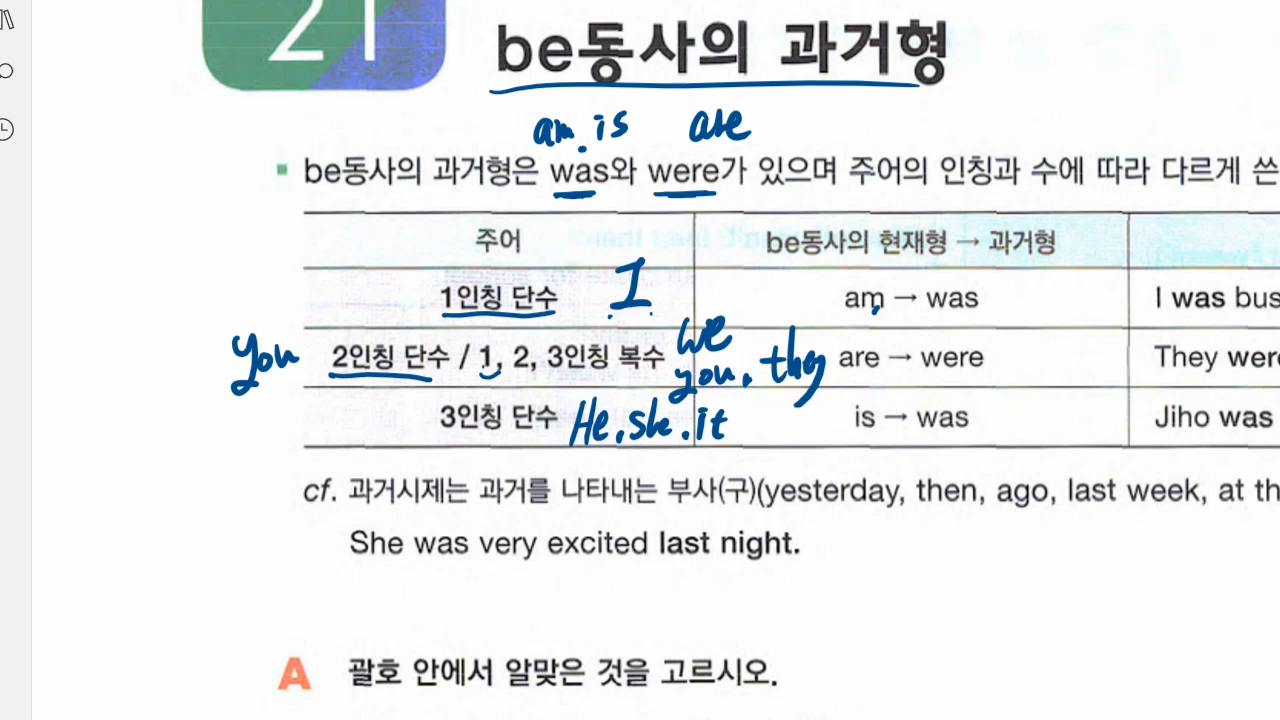 21
be동사의 과거형
am. is are
be동사의 과거형은 was와 were가 있으며 주어의 인칭과 수에 따라 다르게 쓴
주어 be동사의 현재형 → 과거형
1인칭 단수 I am → was I was bus
you 2인칭 단수 / 1, 2, 3인칭 복수 we you, they are → were They were
3인칭 단수 He, she, it is → was Jiho was
cf. 과거시제는 과거를 나타내는 부사(구)(yesterday, then, ago, last week, at th
She was very excited last night.
A 괄호 안에서 알맞은 것을 고르시오.